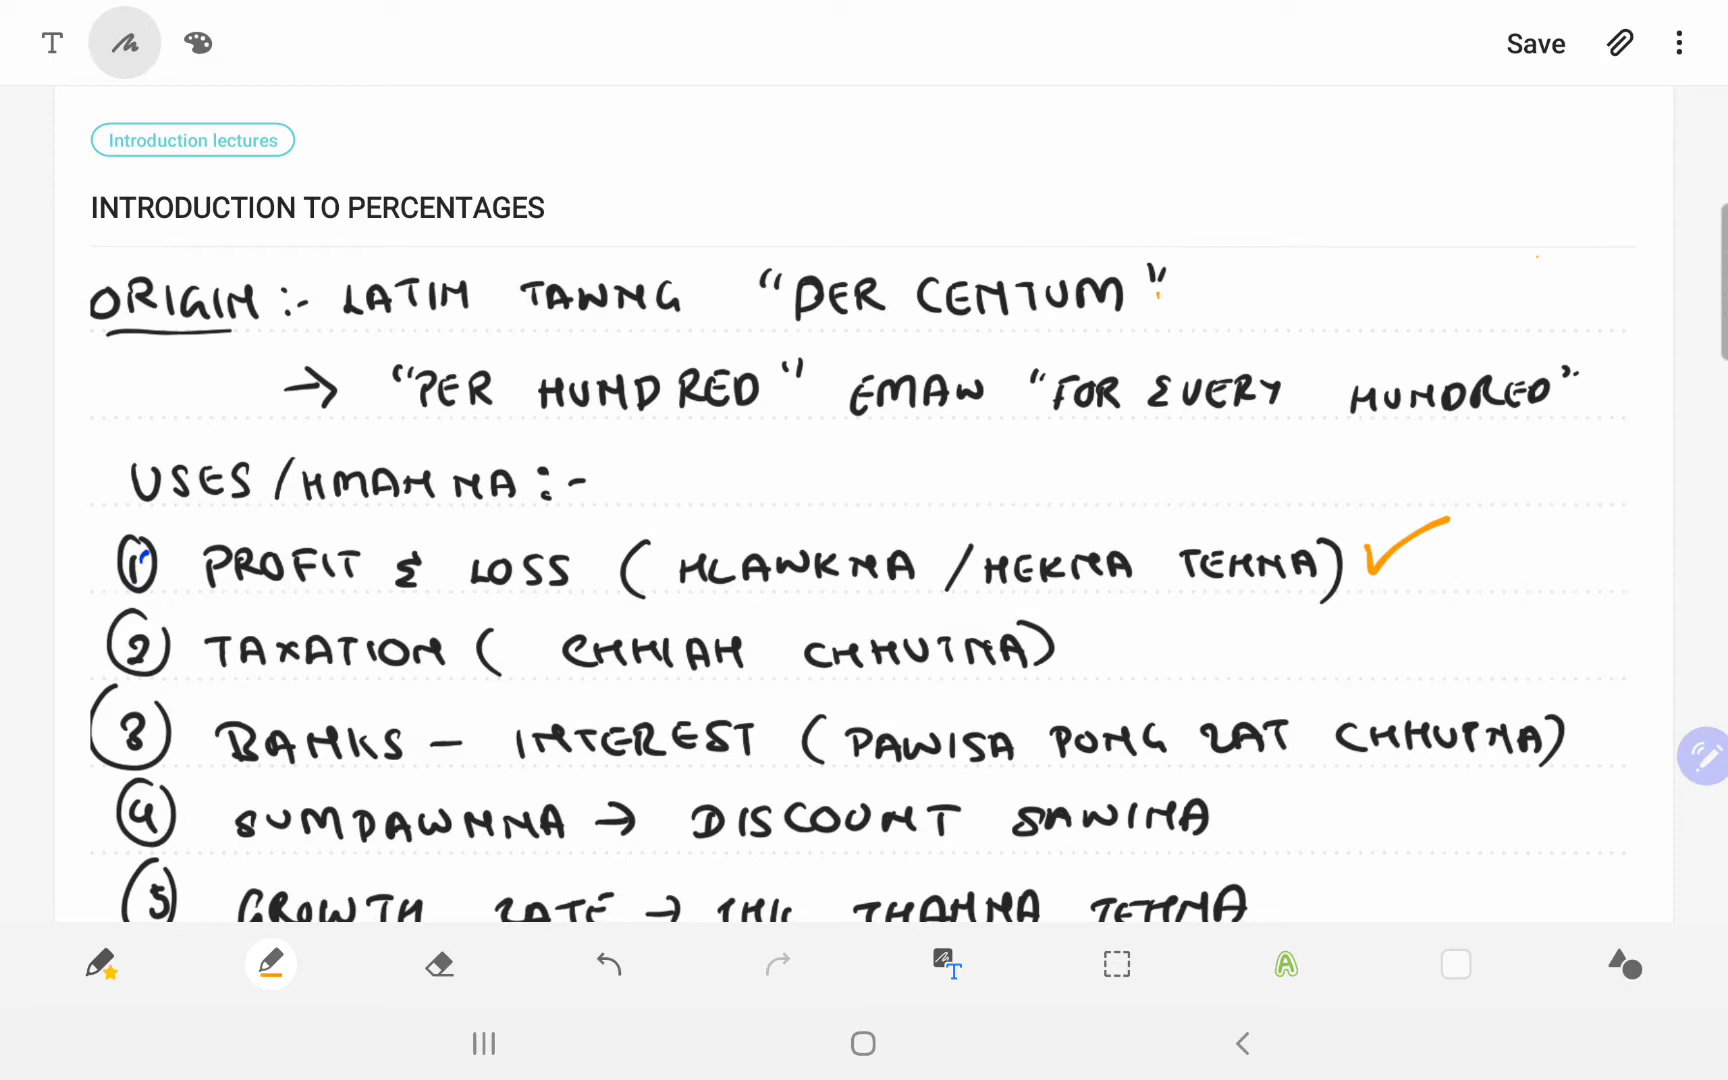 T
Save
Introduction lectures
INTRODUCTION TO PERCENTAGES
ORIGIN :- LATIN TAWNG "PER CENTUM"
→ "PER HUNDRED" EMAW "FOR EVERY HUNDRED"
USES/HMANNA :-
① PROFIT & LOSS (HLAWKNA/HEKNA TEHNA) ✓
② TAXATION (CHHIAH CHHUTNA)
③ BANKS - INTEREST (PAWISA PUNG ZAT CHHUTNA)
④ SUMDAWNNA → DISCOUNT SAWINA
⑤ GROWTH RATE → THANNA TEHNA